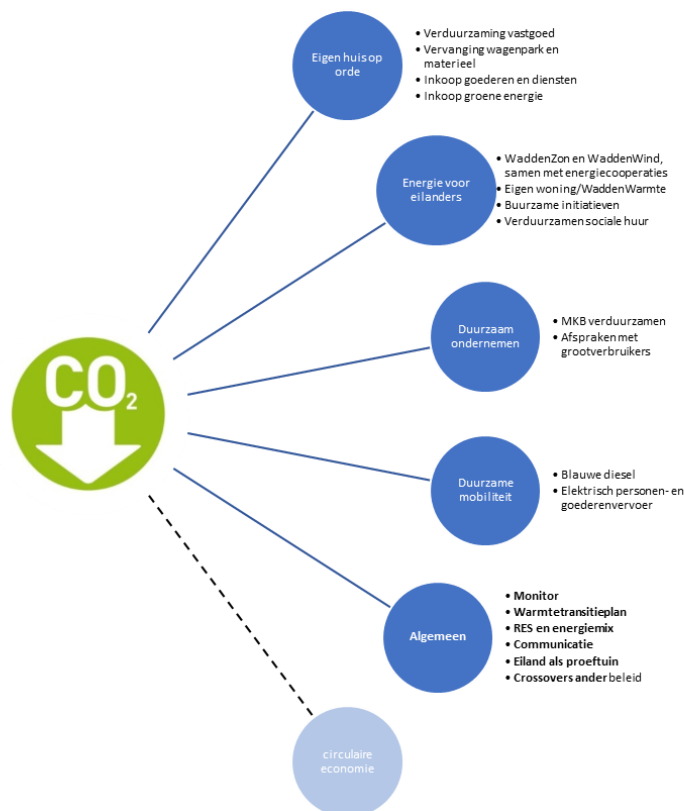 Eigen huis op
orde
• Verduurzaming vastgoed
• Vervanging wagenpark en
materieel
• Inkoop goederen en diensten
• Inkoop groene energie
Energie voor
eilanders
• WaddenZon en WaddenWind,
samen met energiecooperaties
• Eigen woning/WaddenWarmte
• Buurzame initiatieven
• Verduurzamen sociale huur
Duurzaam
ondernemen
• MKB verduurzamen
• Afspraken met
grootverbruikers
CO2
Duurzame
mobiliteit
• Blauwe diesel
• Elektrisch personen- en
goederenvervoer
Algemeen
• Monitor
• Warmtetransitieplan
• RES en energiemix
• Communicatie
• Eiland als proeftuin
• Crossovers ander beleid
circulaire
economie